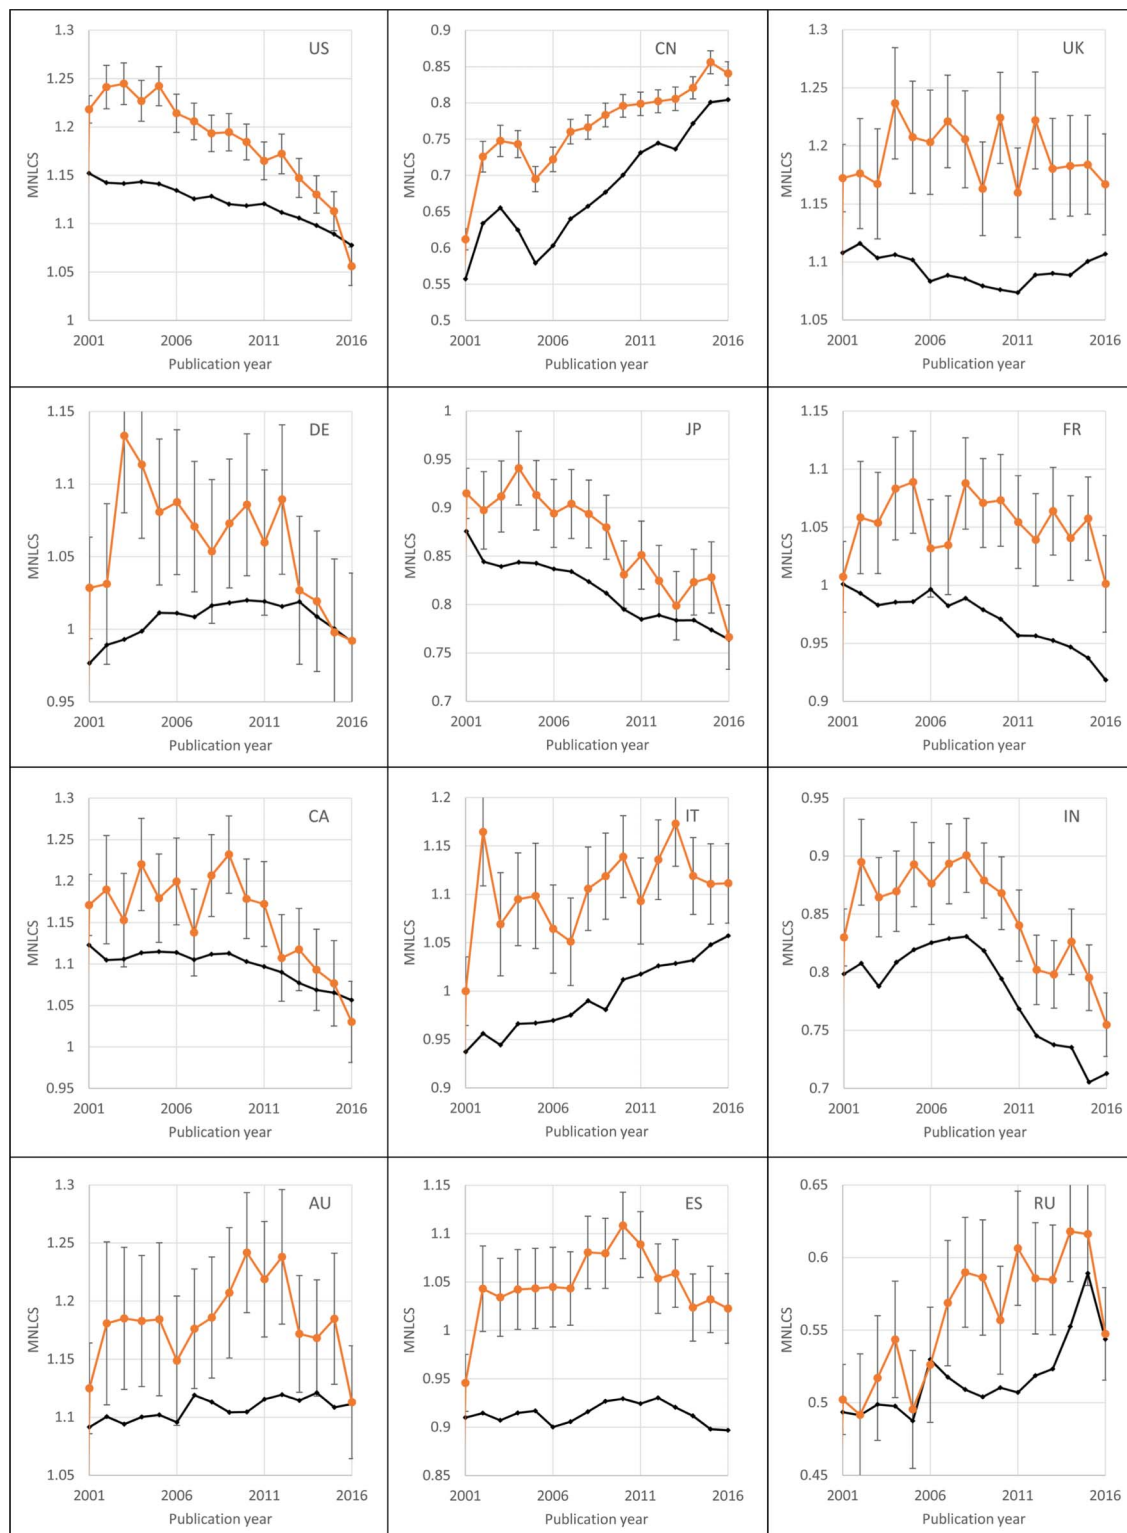 US
MNLCS
1.3
1.25
1.2
1.15
1.1
1.05
1
2001 2006 2011 2016
Publication year
CN
MNLCS
0.9
0.85
0.8
0.75
0.7
0.65
0.6
0.55
0.5
2001 2006 2011 2016
Publication year
UK
MNLCS
1.3
1.25
1.2
1.15
1.1
1.05
2001 2006 2011 2016
Publication year
DE
MNLCS
1.15
1.1
1.05
1
0.95
2001 2006 2011 2016
Publication year
JP
MNLCS
1
0.95
0.9
0.85
0.8
0.75
0.7
2001 2006 2011 2016
Publication year
FR
MNLCS
1.15
1.1
1.05
1
0.95
0.9
2001 2006 2011 2016
Publication year
CA
MNLCS
1.3
1.25
1.2
1.15
1.1
1.05
1
0.95
2001 2006 2011 2016
Publication year
IT
MNLCS
1.2
1.15
1.1
1.05
1
0.95
0.9
2001 2006 2011 2016
Publication year
IN
MNLCS
0.95
0.9
0.85
0.8
0.75
0.7
2001 2006 2011 2016
Publication year
AU
MNLCS
1.3
1.25
1.2
1.15
1.1
1.05
2001 2006 2011 2016
Publication year
ES
MNLCS
1.15
1.1
1.05
1
0.95
0.9
0.85
2001 2006 2011 2016
Publication year
RU
MNLCS
0.65
0.6
0.55
0.5
0.45
2001 2006 2011 2016
Publication year